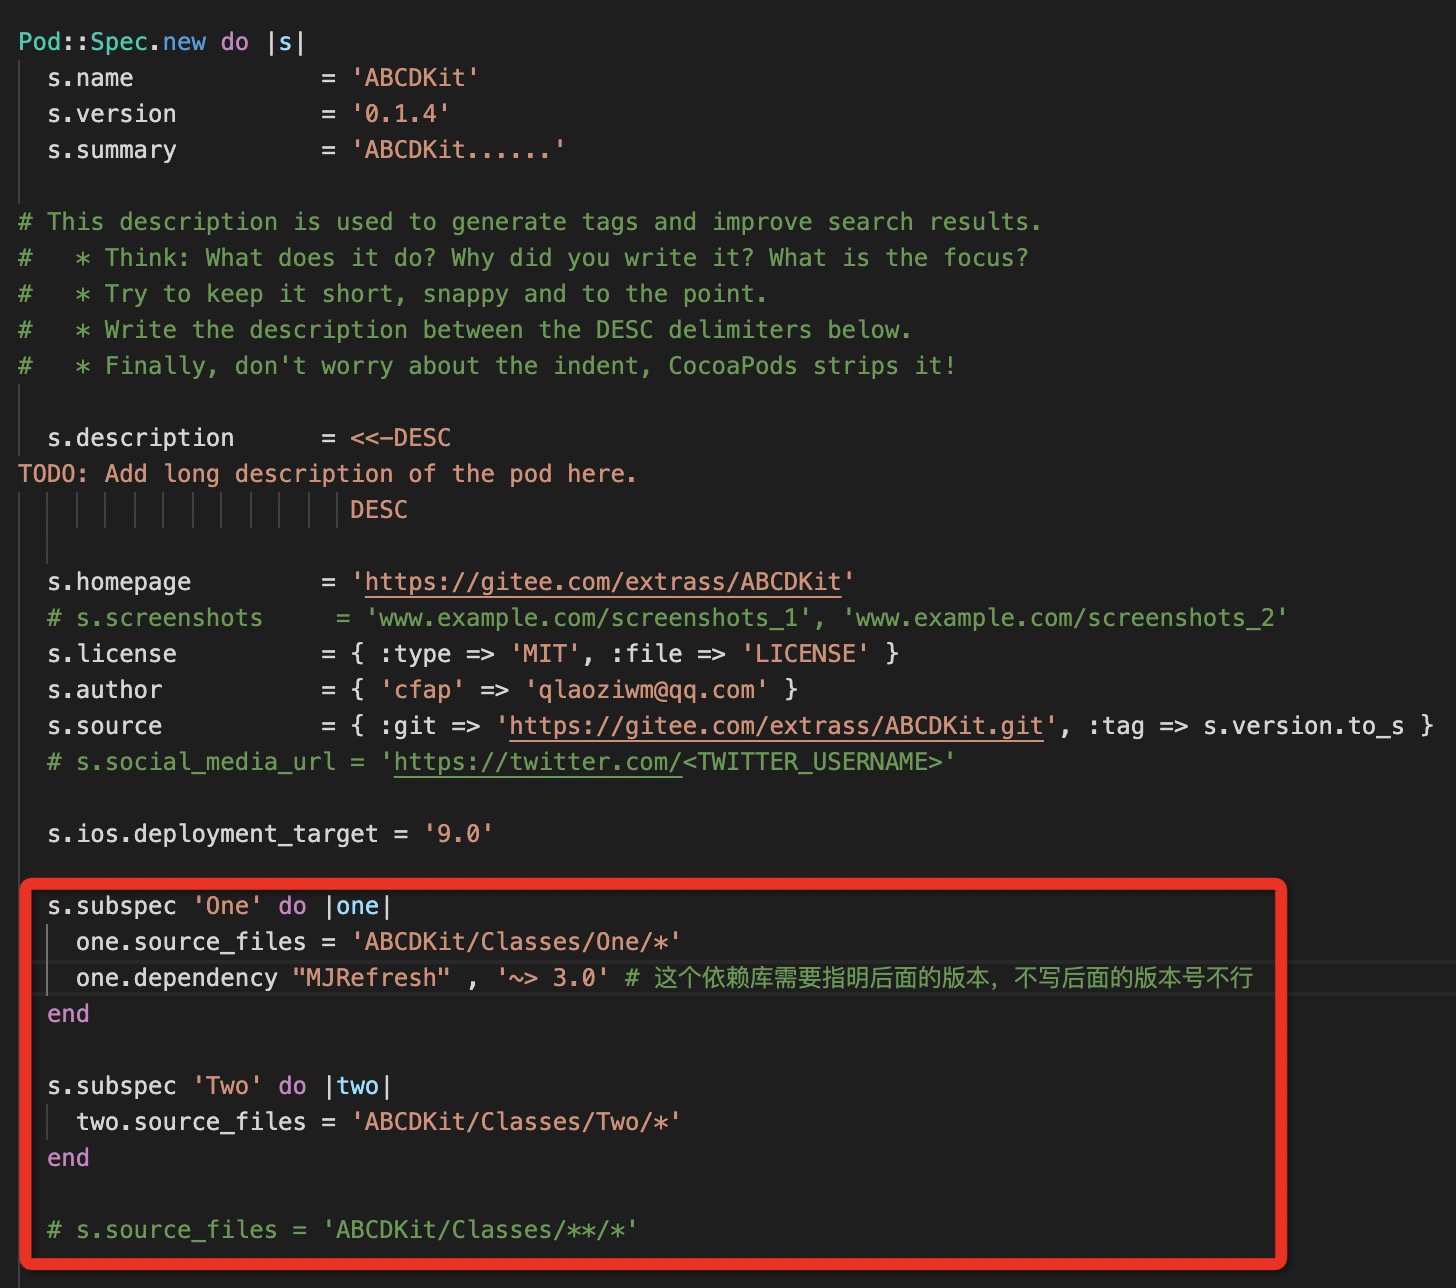 Pod::Spec.new do |s|
  s.name             = 'ABCDKit'
  s.version          = '0.1.4'
  s.summary          = 'ABCDKit......'

# This description is used to generate tags and improve search results.
#   * Think: What does it do? Why did you write it? What is the focus?
#   * Try to keep it short, snappy and to the point.
#   * Write the description between the DESC delimiters below.
#   * Finally, don't worry about the indent, CocoaPods strips it!

  s.description      = <<-DESC
TODO: Add long description of the pod here.
                       DESC

  s.homepage         = 'https://gitee.com/extrass/ABCDKit'
  # s.screenshots     = 'www.example.com/screenshots_1', 'www.example.com/screenshots_2'
  s.license          = { :type => 'MIT', :file => 'LICENSE' }
  s.author           = { 'cfap' => 'qlaoziwm@qq.com' }
  s.source           = { :git => 'https://gitee.com/extrass/ABCDKit.git', :tag => s.version.to_s }
  # s.social_media_url = 'https://twitter.com/<TWITTER_USERNAME>'

  s.ios.deployment_target = '9.0'

  s.subspec 'One' do |one|
    one.source_files = 'ABCDKit/Classes/One/*'
    one.dependency "MJRefresh" , '~> 3.0' # 这个依赖库需要指明后面的版本，不写后面的版本号不行
  end

  s.subspec 'Two' do |two|
    two.source_files = 'ABCDKit/Classes/Two/*'
  end

  # s.source_files = 'ABCDKit/Classes/**/*'